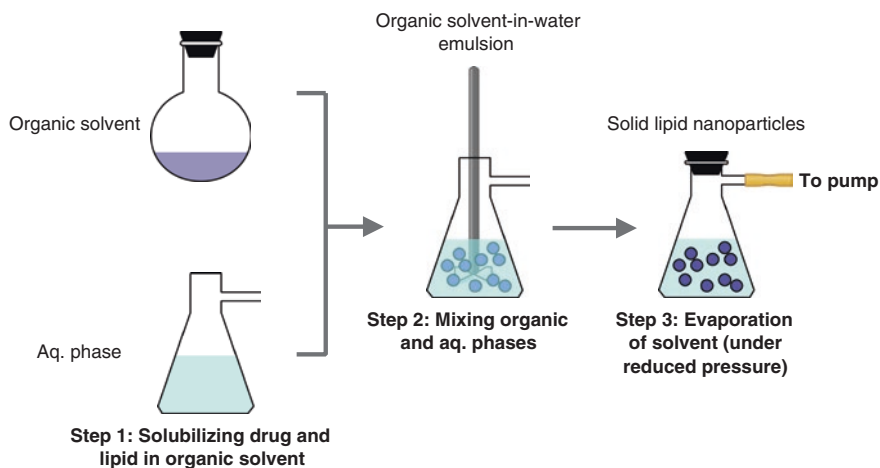 Organic solvent
Aq. phase
Step 1: Solubilizing drug and
lipid in organic solvent
Organic solvent-in-water
emulsion
Step 2: Mixing organic
and aq. phases
Solid lipid nanoparticles
To pump
Step 3: Evaporation
of solvent (under
reduced pressure)